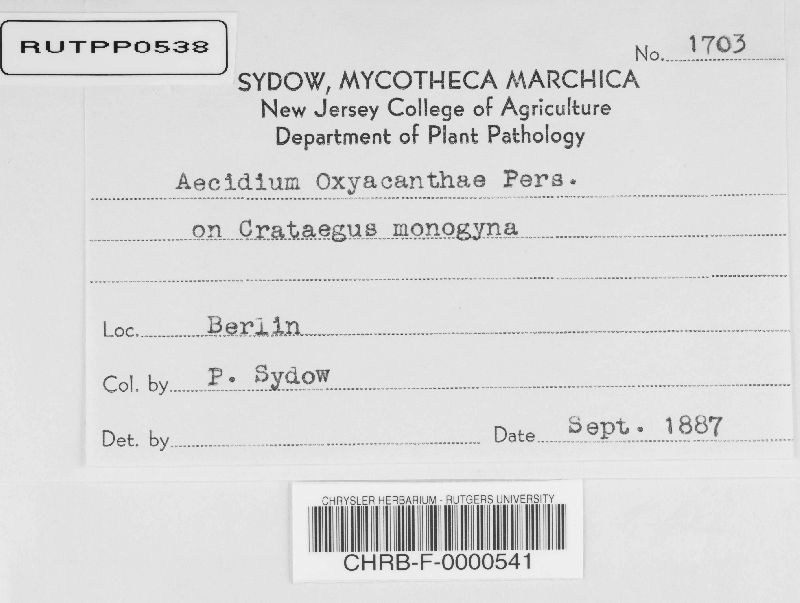 RUTPP0538
No. 1703
SYDOW, MYCOTHECA MARCHICA
New Jersey College of Agriculture
Department of Plant Pathology
Aecidium Oxyacanthae Pers.
on Crataegus monogyna
Loc. Berlin
Col. by P. Sydow
Det. by
Date Sept. 1887
CHRYSLER HERBARIUM - RUTGERS UNIVERSITY
CHRB-F-0000541